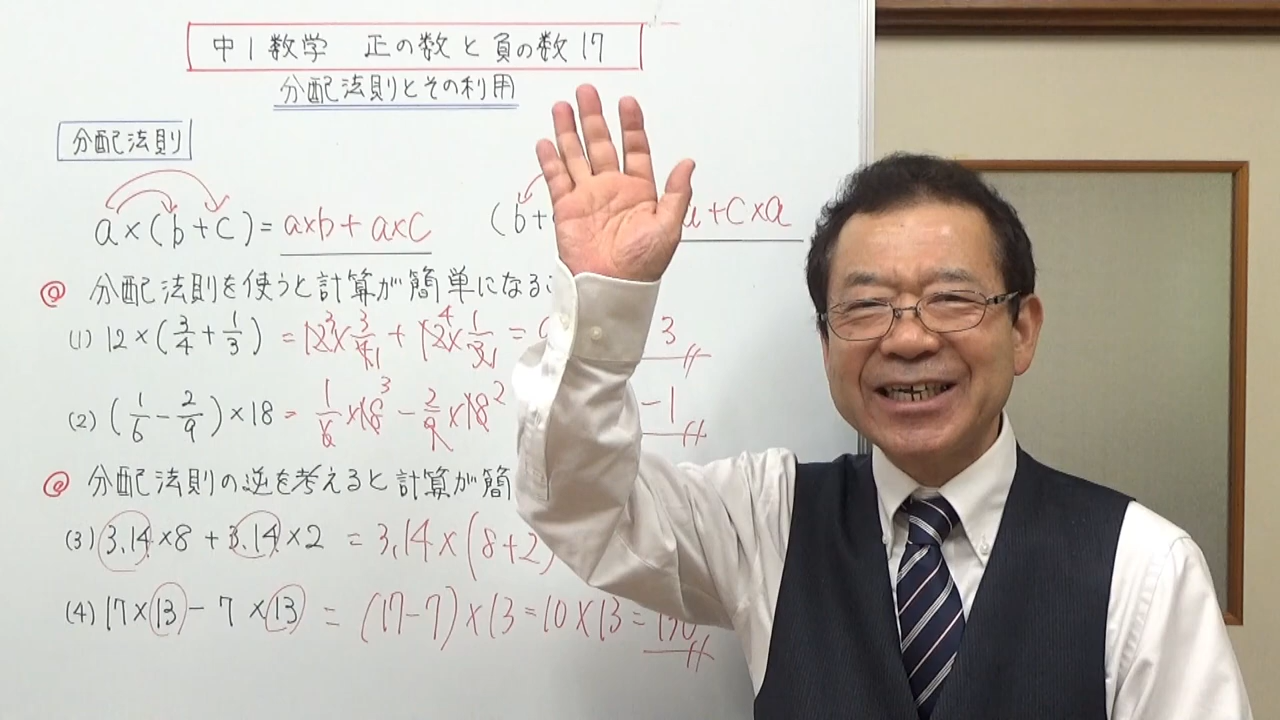 中1数学 正の数と負の数17
分配法則とその利用
分配法則
a×(b+c)=a×b+a×c (b+ a+c×a
@ 分配法則を使うと計算が簡単になる
(1) 12×(3/4+1/3) =12×3/4+12×1/3= 3
(2) (1/6-2/9)×18= 1/6×18-2/9×18 -1
@ 分配法則の逆を考えると計算が簡
(3) 3.14×8+3.14×2 =3.14×(8+2)
(4) 17×13-7×13 =(17-7)×13=10×13=130